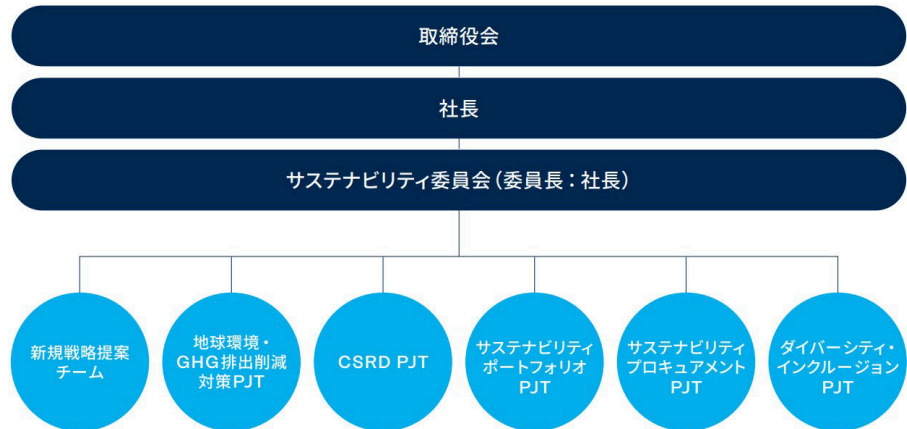 取締役会
社長
サステナビリティ委員会（委員長：社長）
新規戦略提案
チーム
地球環境・
GHG排出削減
対策PJT
CSRD PJT
サステナビリティ
ポートフォリオ
PJT
サステナビリティ
プロキュアメント
PJT
ダイバーシティ・
インクルージョン
PJT